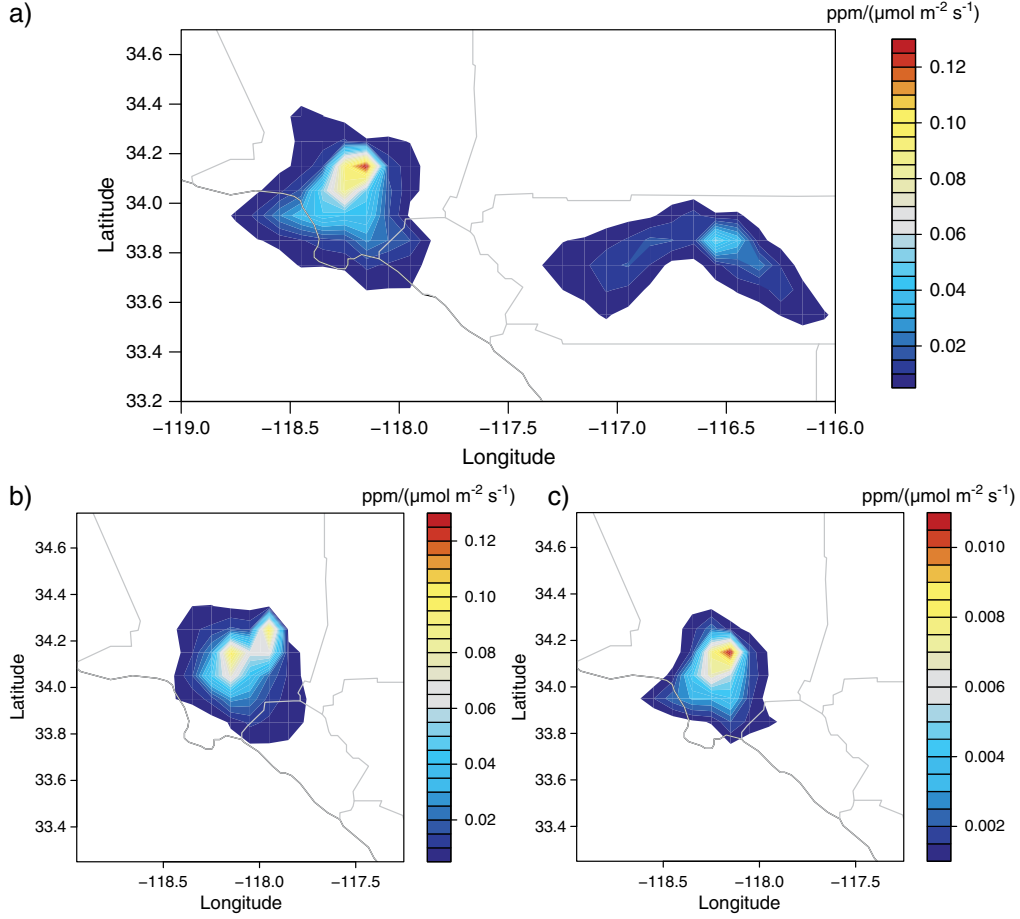 a)
ppm/(µmol m⁻² s⁻¹)
34.6
34.4
34.2
34.0
33.8
33.6
33.4
33.2
Latitude
−119.0 −118.5 −118.0 −117.5 −117.0 −116.5 −116.0
Longitude
0.12
0.10
0.08
0.06
0.04
0.02
b)
ppm/(µmol m⁻² s⁻¹)
34.6
34.4
34.2
34.0
33.8
33.6
33.4
Latitude
−118.5 −118.0 −117.5
Longitude
0.12
0.10
0.08
0.06
0.04
0.02
c)
ppm/(µmol m⁻² s⁻¹)
34.6
34.4
34.2
34.0
33.8
33.6
33.4
Latitude
−118.5 −118.0 −117.5
Longitude
0.010
0.008
0.006
0.004
0.002